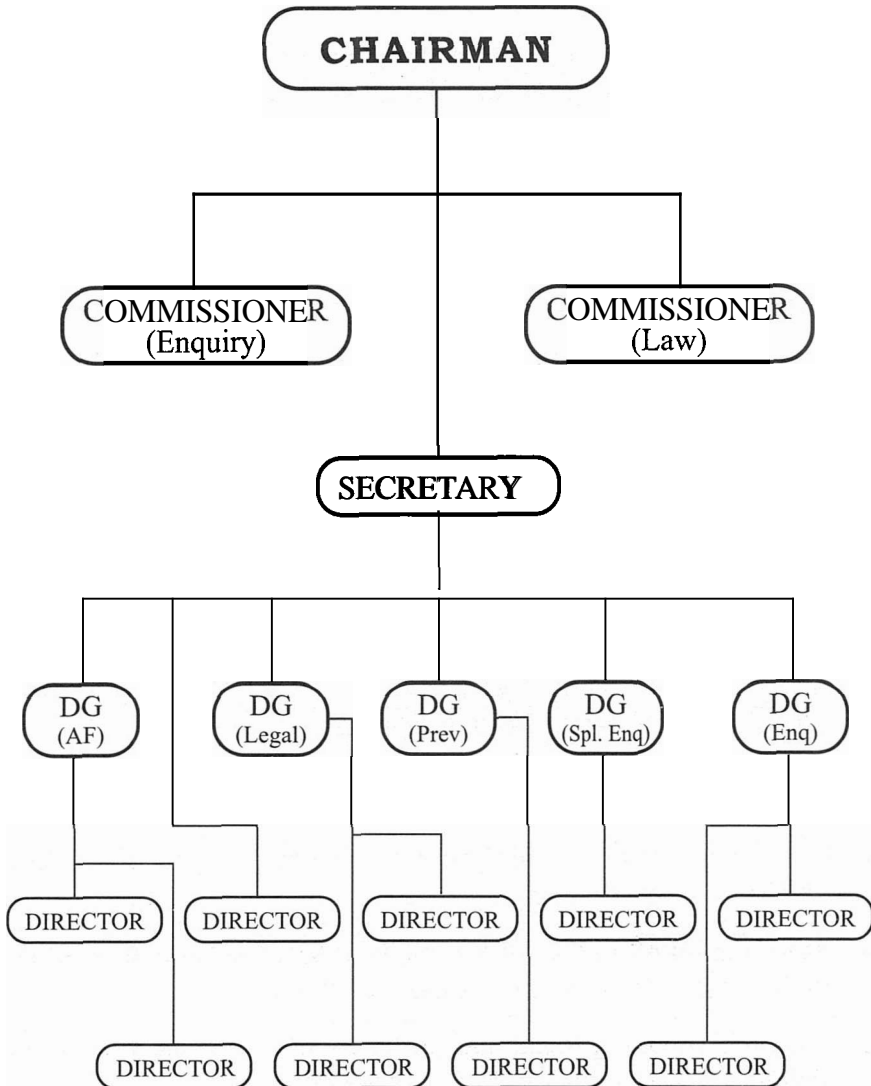 CHAIRMAN
COMMISSIONER
(Enquiry)
COMMISSIONER
(Law)
SECRETARY
DG
(AF)
DG
(Legal)
DG
(Prev)
DG
(Spl. Enq)
DG
(Enq)
DIRECTOR
DIRECTOR
DIRECTOR
DIRECTOR
DIRECTOR
DIRECTOR
DIRECTOR
DIRECTOR
DIRECTOR